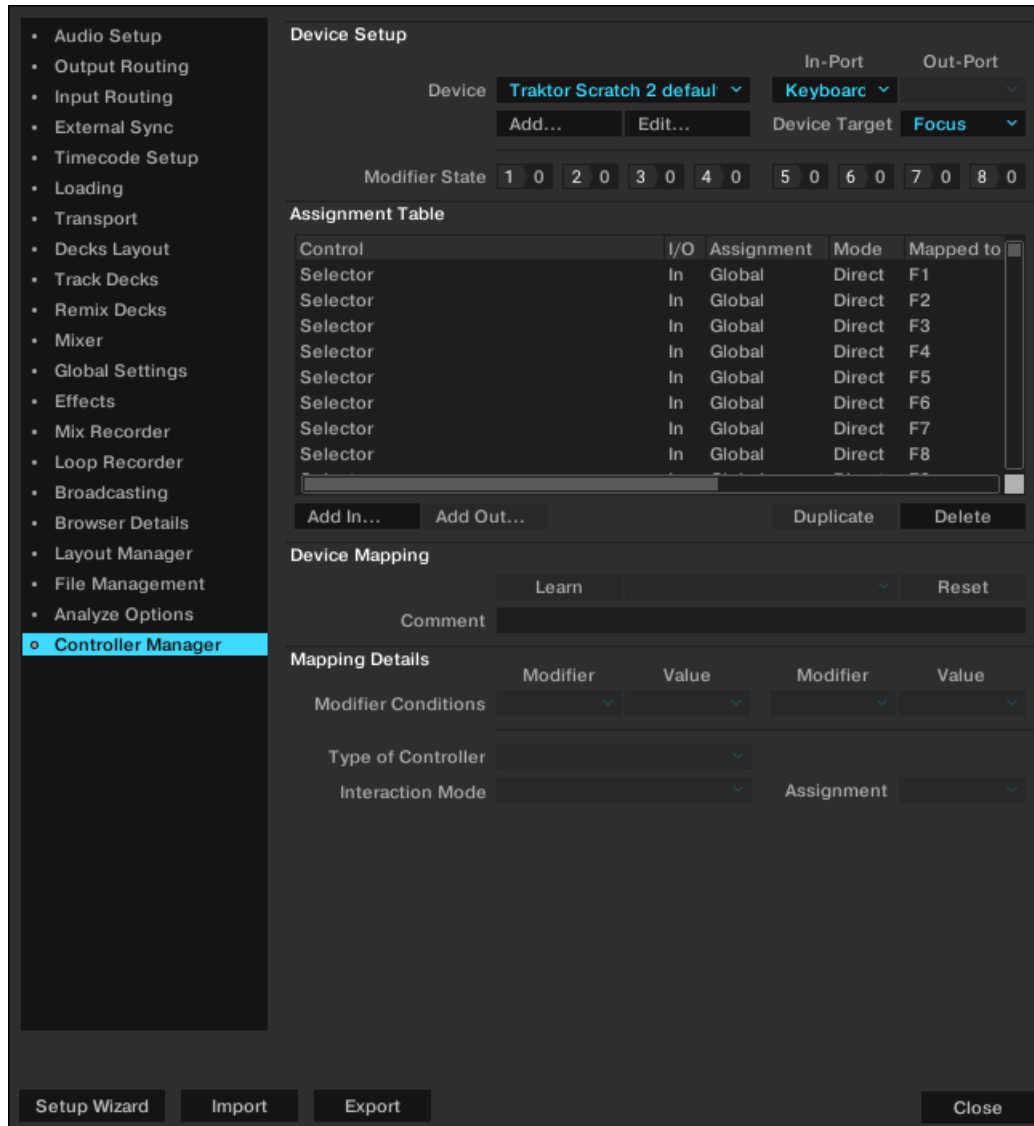 Audio Setup
Output Routing
Input Routing
External Sync
Timecode Setup
Loading
Transport
Decks Layout
Track Decks
Remix Decks
Mixer
Global Settings
Effects
Mix Recorder
Loop Recorder
Broadcasting
Browser Details
Layout Manager
File Management
Analyze Options
Controller Manager
Device Setup
In-Port Out-Port
Device Traktor Scratch 2 defaul Keyboarc
Add... Edit... Device Target Focus
Modifier State 1 0 2 0 3 0 4 0 5 0 6 0 7 0 8 0
Assignment Table
Control I/O Assignment Mode Mapped to
Selector In Global Direct F1
Selector In Global Direct F2
Selector In Global Direct F3
Selector In Global Direct F4
Selector In Global Direct F5
Selector In Global Direct F6
Selector In Global Direct F7
Selector In Global Direct F8
Add In... Add Out... Duplicate Delete
Device Mapping
Learn Reset
Comment
Mapping Details
Modifier Value Modifier Value
Modifier Conditions
Type of Controller
Interaction Mode Assignment
Setup Wizard Import Export Close